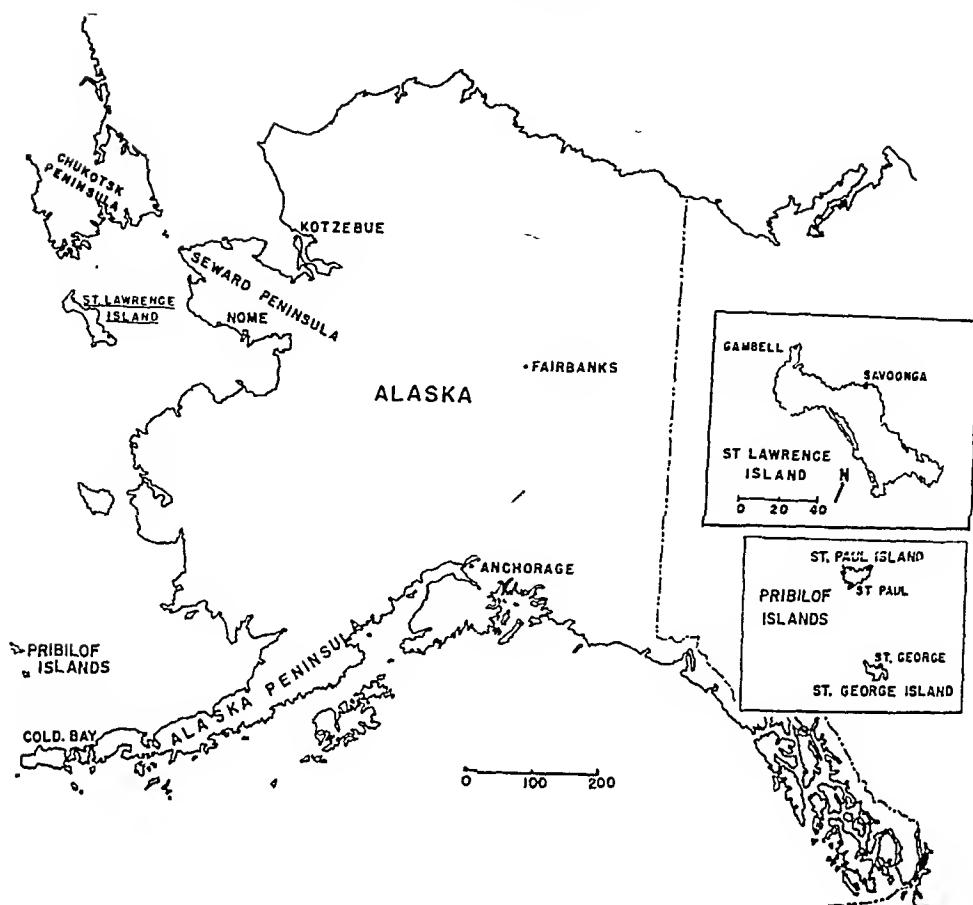 CHUKOTSK
PENINSULA
KOTZEBUE
SEWARD PENINSULA
ST. LAWRENCE
ISLAND
NOME
FAIRBANKS
ALASKA
GAMBELL
SAVOONGA
ST LAWRENCE
ISLAND
N
0 20 40
ANCHORAGE
ST. PAUL ISLAND
ST PAUL
PRIBILOF
ISLANDS
ST. GEORGE
ST. GEORGE ISLAND
PRIBILOF
ISLANDS
ALASKA PENINSULA
COLD. BAY
0 100 200